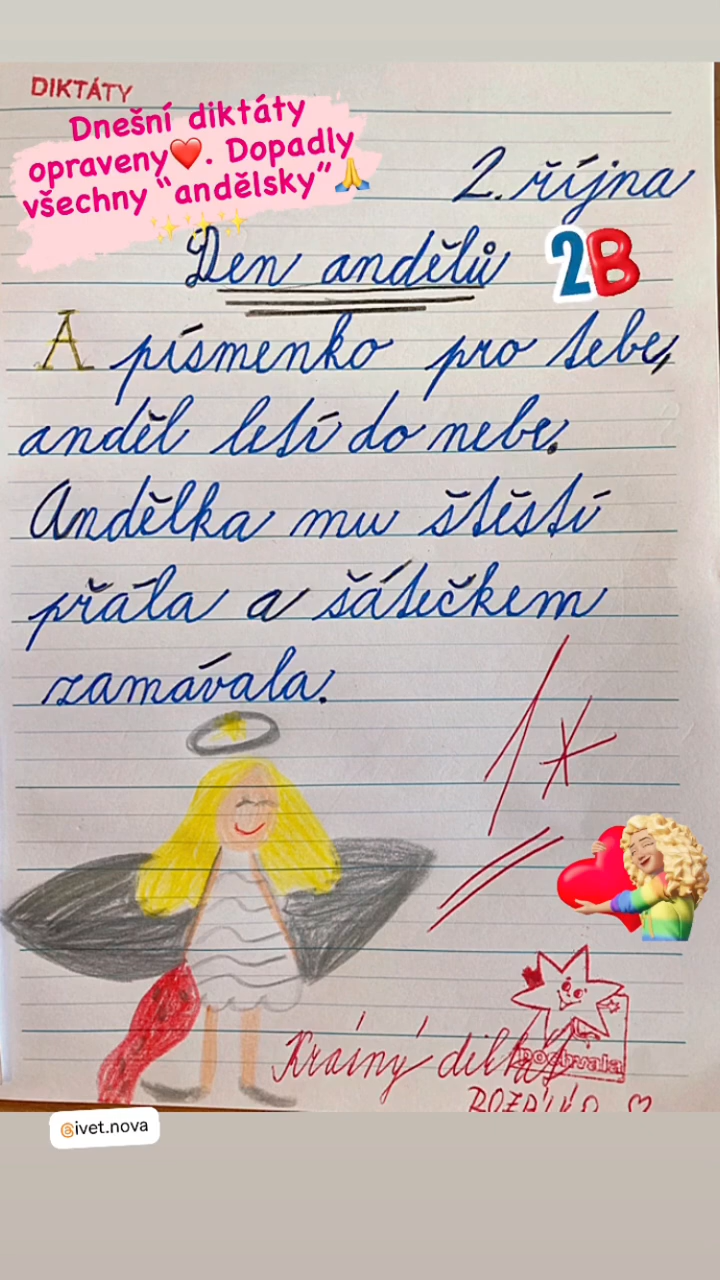 DIKTÁTY
Dnešní diktáty
opraveny❤️. Dopadly
všechny “andělsky”🙏
✨✨✨
2. října
Den andělů
2B
A písmenko pro tebe,
anděl letí do nebe.
Andělka mu štěstí
přála a šátečkem
zamávala.
1*
Krásný diktát
pochvala
@ivet.nova